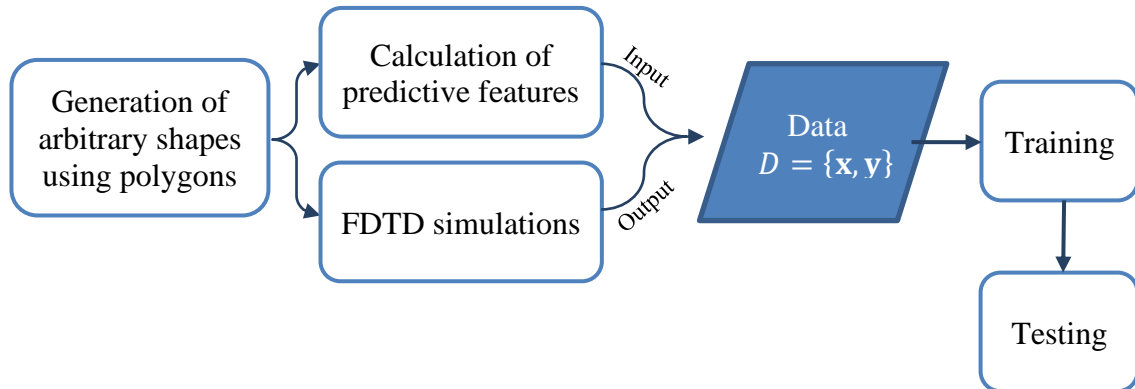 Generation of
arbitrary shapes
using polygons
Calculation of
predictive features
FDTD simulations
Input
Output
Data
D = {𝐱, 𝐲}
Training
Testing